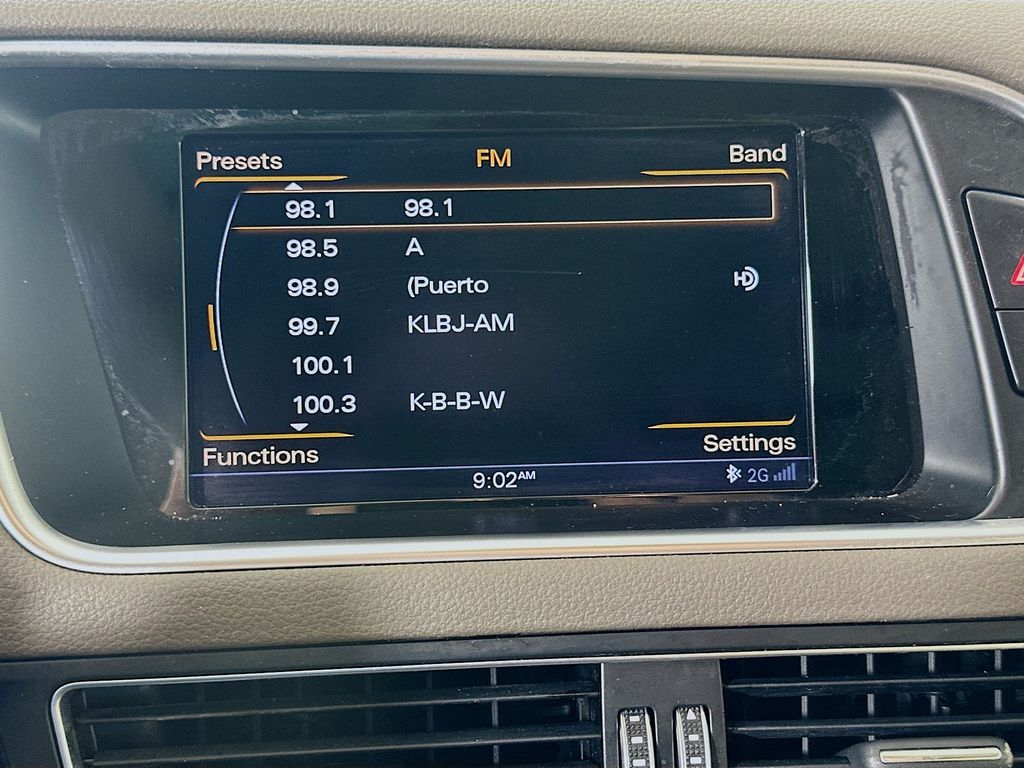 Presets FM Band
98.1 98.1
98.5 A
98.9 (Puerto HD
99.7 KLBJ-AM
100.1
100.3 K-B-B-W
Functions Settings
9:02AM 2G